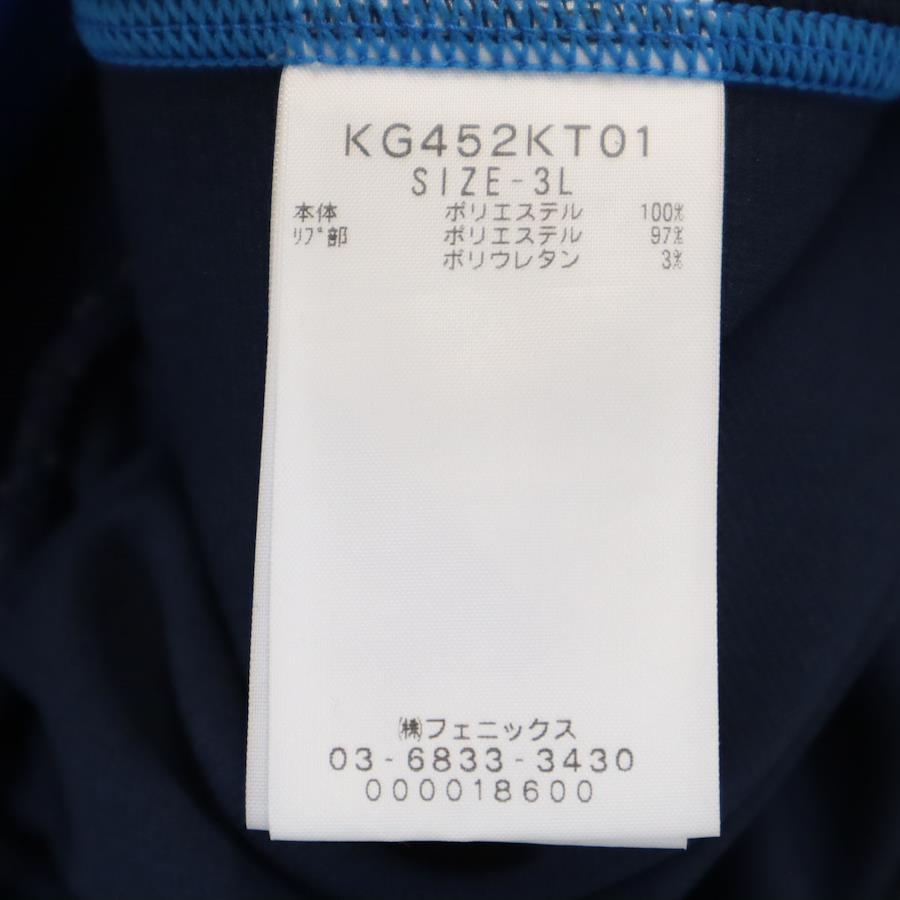 KG452KT01
SIZE-3L
本体 ポリエステル 100%
ﾘﾌﾞ部 ポリエステル 97%
ポリウレタン 3%
㈱フェニックス
03-6833-3430
000018600